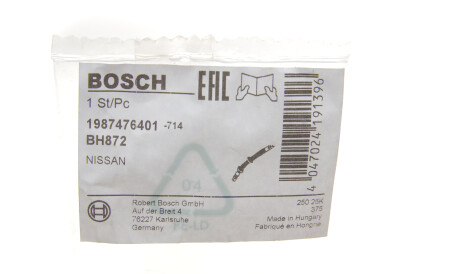 BOSCH
EAC
1 St/Pc
1987476401 -714
BH872
NISSAN
4 047024 191396
04
Robert Bosch GmbH
Auf der Breit 4
76227 Karlsruhe
Germany
Made in Hungary
Fabriqué en Hongrie